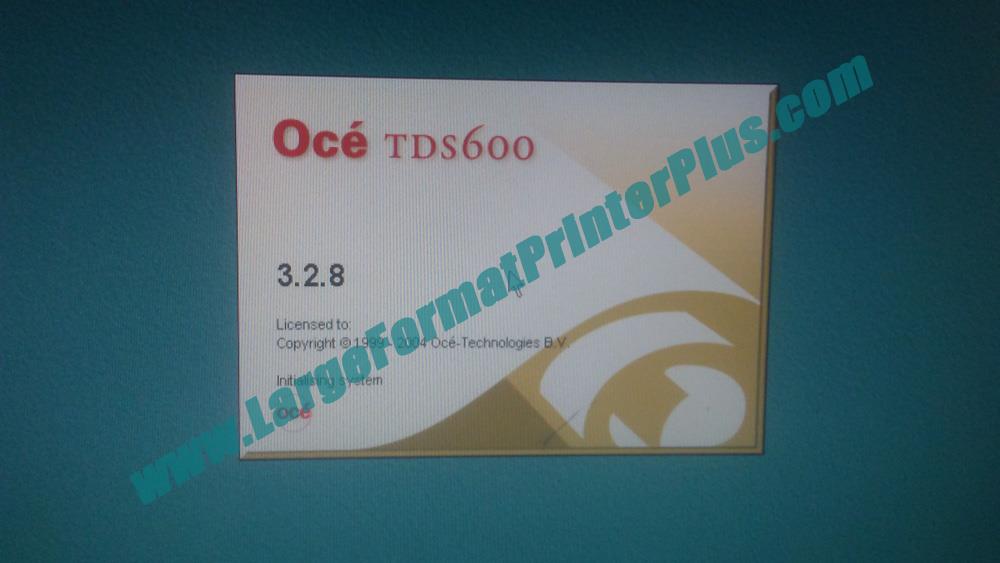 Océ TDS600
3.2.8
Licensed to:
Copyright © 1999 - 2004 Océ-Technologies B.V.
Initialising system
océ
www.LargeFormatPrinterPlus.com